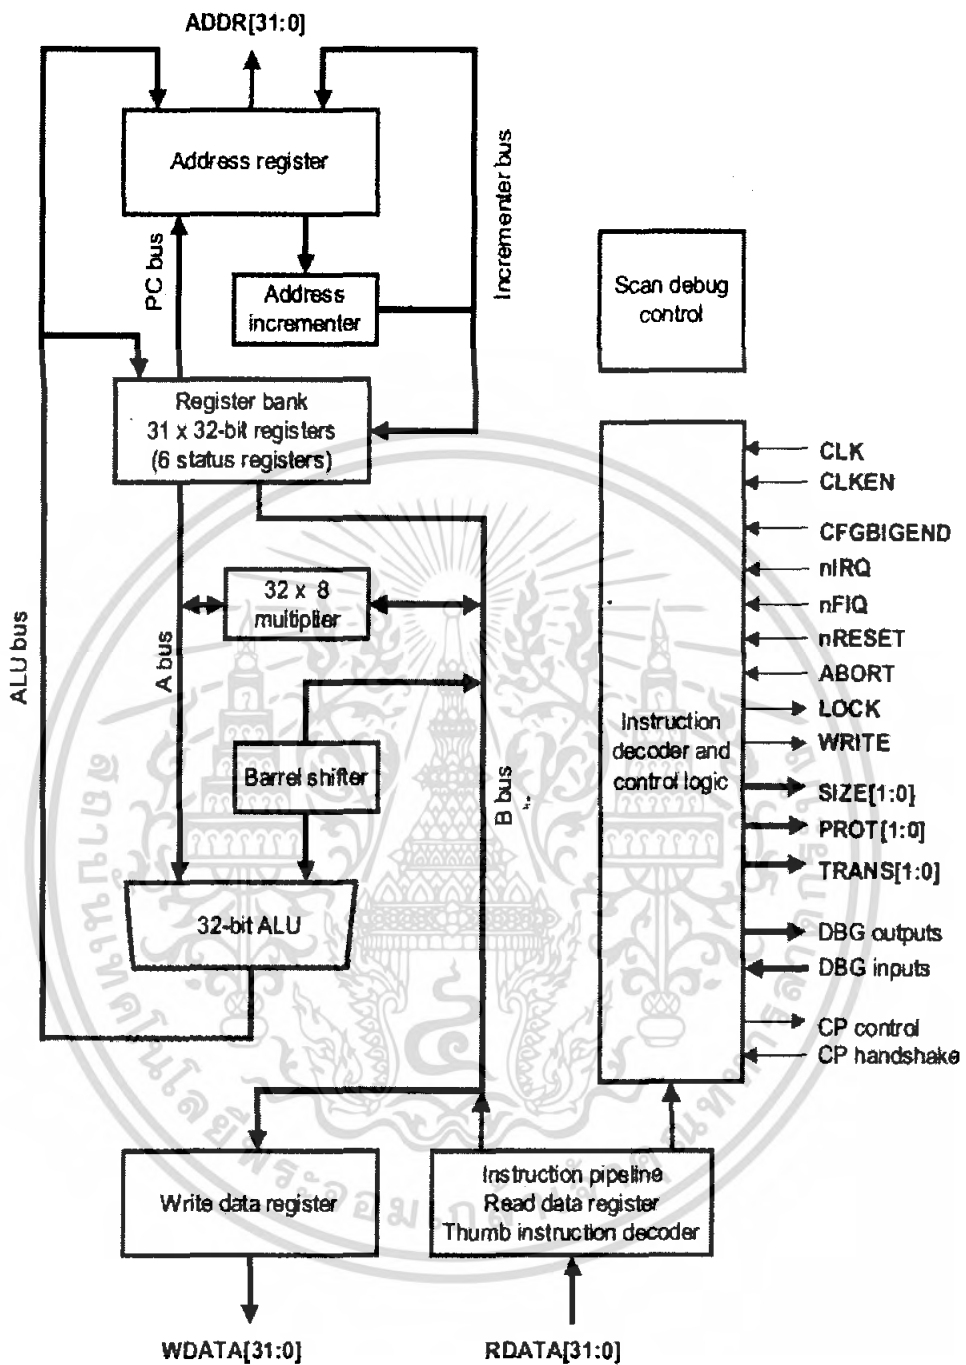 ADDR[31:0]
Address register
Incrementer bus
PC bus
Address
incrementer
Scan debug
control
Register bank
31 x 32-bit registers
(6 status registers)
CLK
CLKEN
CFGBIGEND
nIRQ
nFIQ
nRESET
ABORT
LOCK
WRITE
SIZE[1:0]
PROT[1:0]
TRANS[1:0]
DBG outputs
DBG inputs
CP control
CP handshake
32 x 8
multiplier
ALU bus
A bus
B bus
Barrel shifter
Instruction
decoder and
control logic
32-bit ALU
Write data register
Instruction pipeline
Read data register
Thumb instruction decoder
WDATA[31:0]
RDATA[31:0]